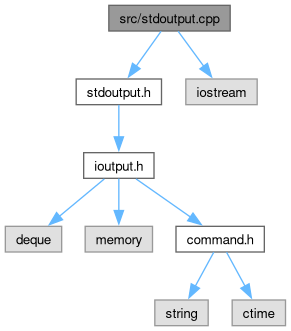 src/stdoutput.cpp
stdoutput.h
iostream
ioutput.h
deque
memory
command.h
string
ctime